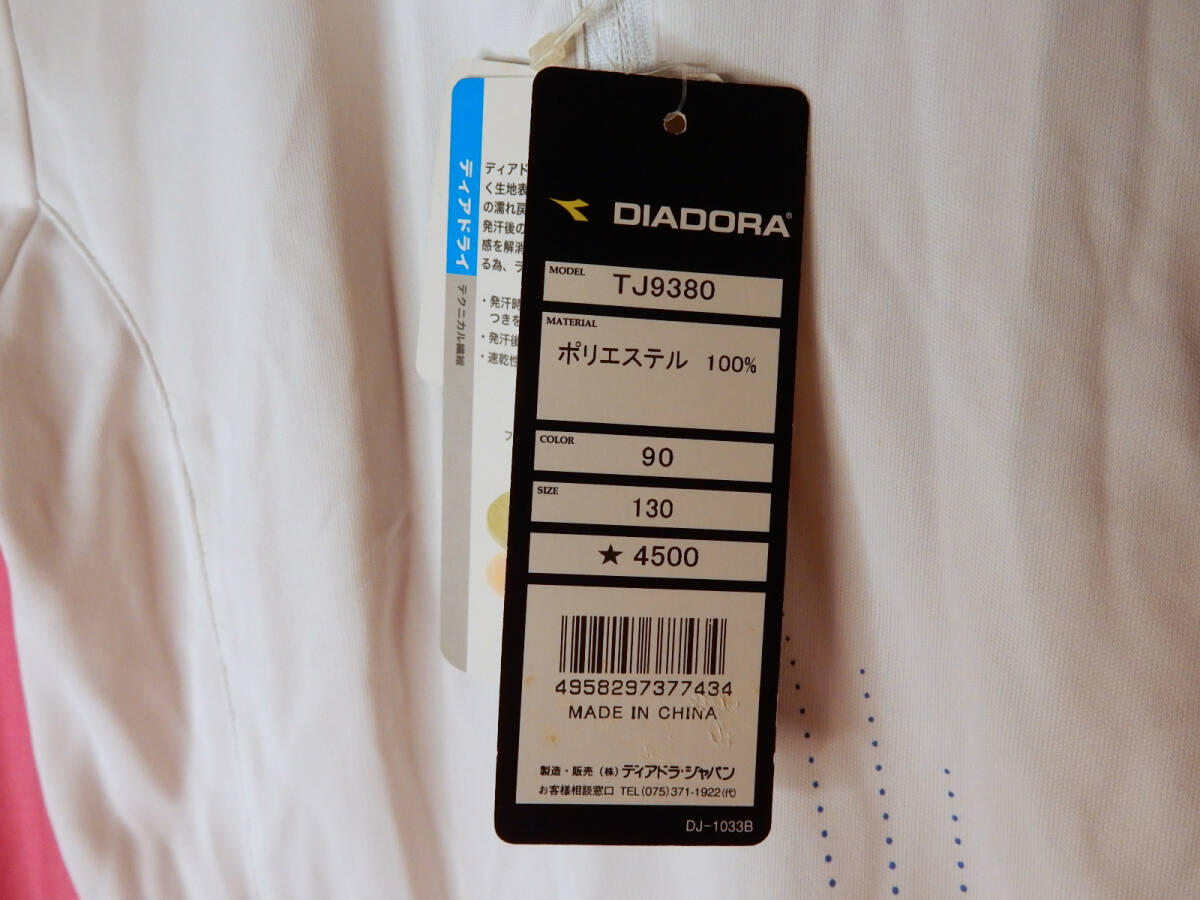 DIADORA®
MODEL
TJ9380
MATERIAL
ポリエステル 100%
COLOR
90
SIZE
130
★ 4500
4958297377434
MADE IN CHINA
製造・販売 (株) ディアドラ・ジャパン
お客様相談窓口 TEL(075)371-1922(代)
DJ-1033B
ディアドライ
テクニカル繊維
ディアド
く生地表
の濡れ戻
発汗後の
感を解消
る為、ラ
・発汗時
つきを
・発汗後
・速乾性
フ